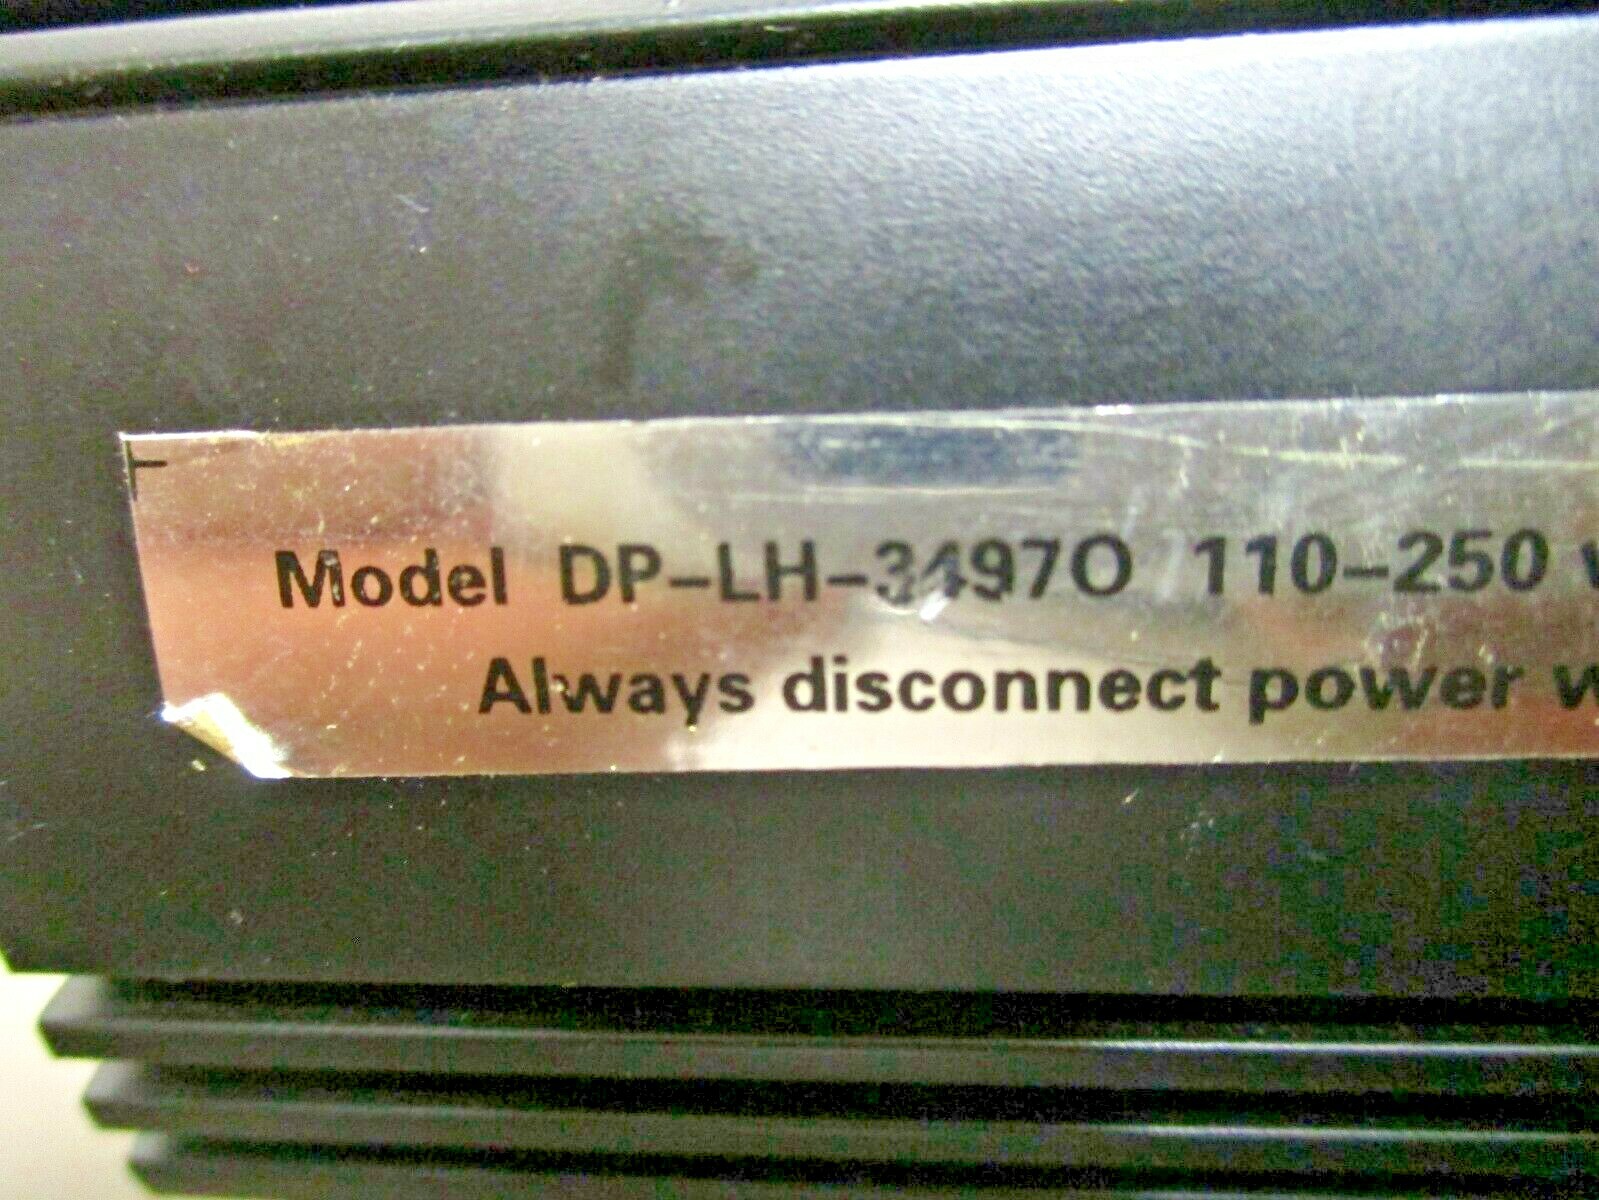 Model DP-LH-3497O 110-250
Always disconnect power